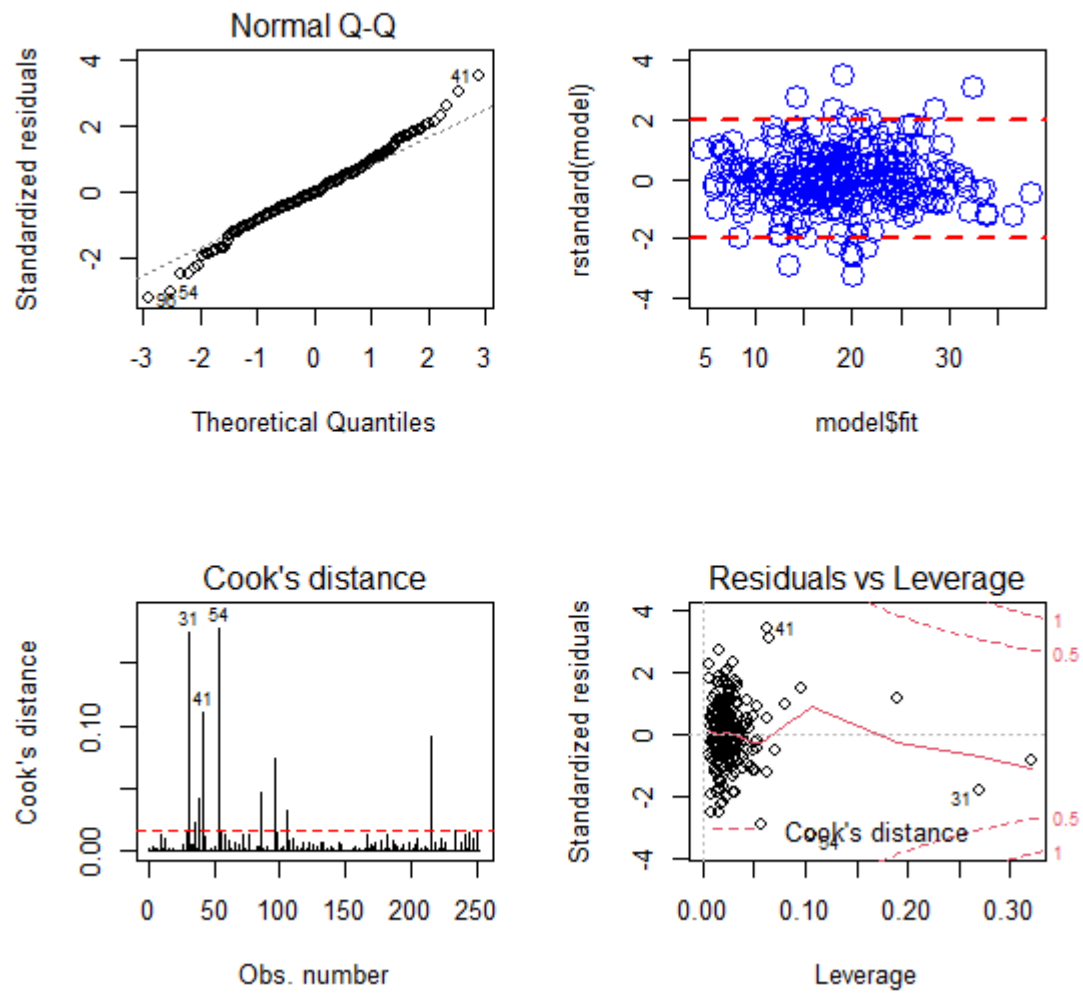 Normal Q-Q
Standardized residuals
4
2
0
-2
41
54
-3 -2 -1 0 1 2 3
Theoretical Quantiles
rstandard(model)
4
2
0
-2
-4
5 10 20 30
model$fit
Cook's distance
Cook's distance
0.10
0.00
31
54
41
0 50 100 150 200 250
Obs. number
Residuals vs Leverage
Standardized residuals
4
2
0
-2
-4
41
31
54
Cook's distance
1
0.5
0.5
1
0.00 0.10 0.20 0.30
Leverage